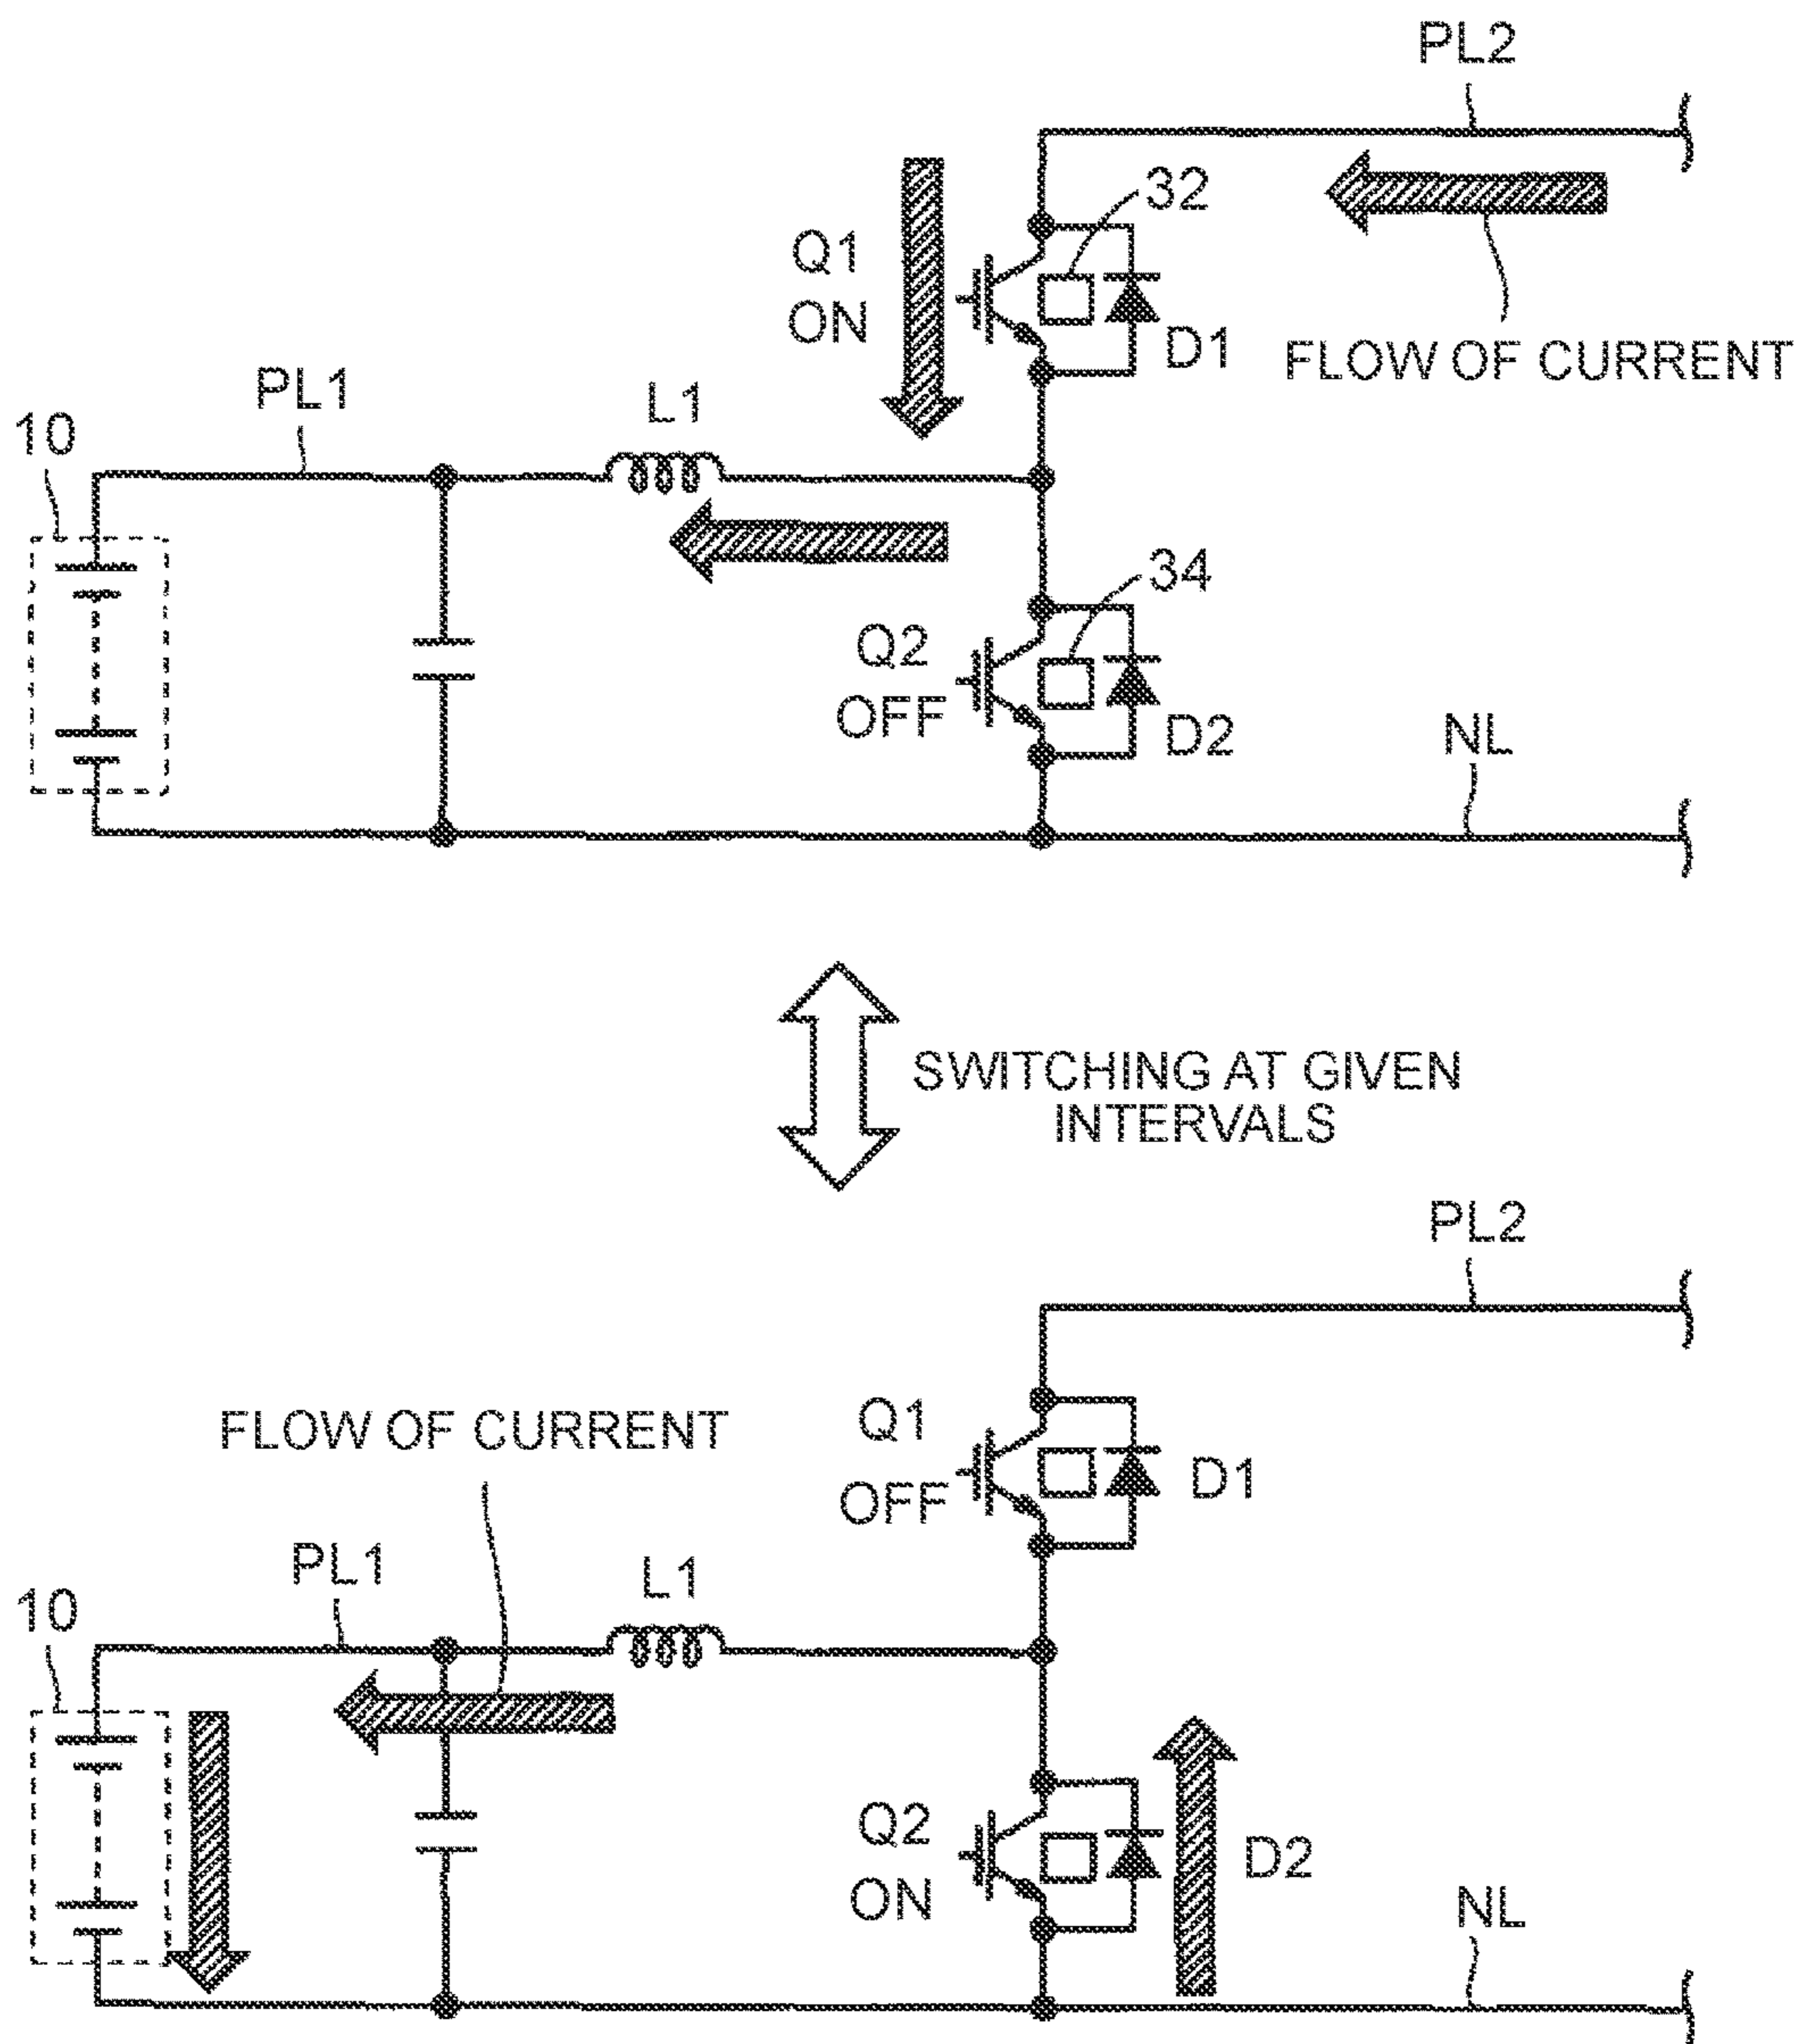 PL2
32
Q1
ON
D1
FLOW OF CURRENT
PL1
L1
10
34
Q2
OFF
D2
NL
SWITCHING AT GIVEN
INTERVALS
PL2
FLOW OF CURRENT
Q1
OFF
D1
PL1
L1
10
Q2
ON
D2
NL